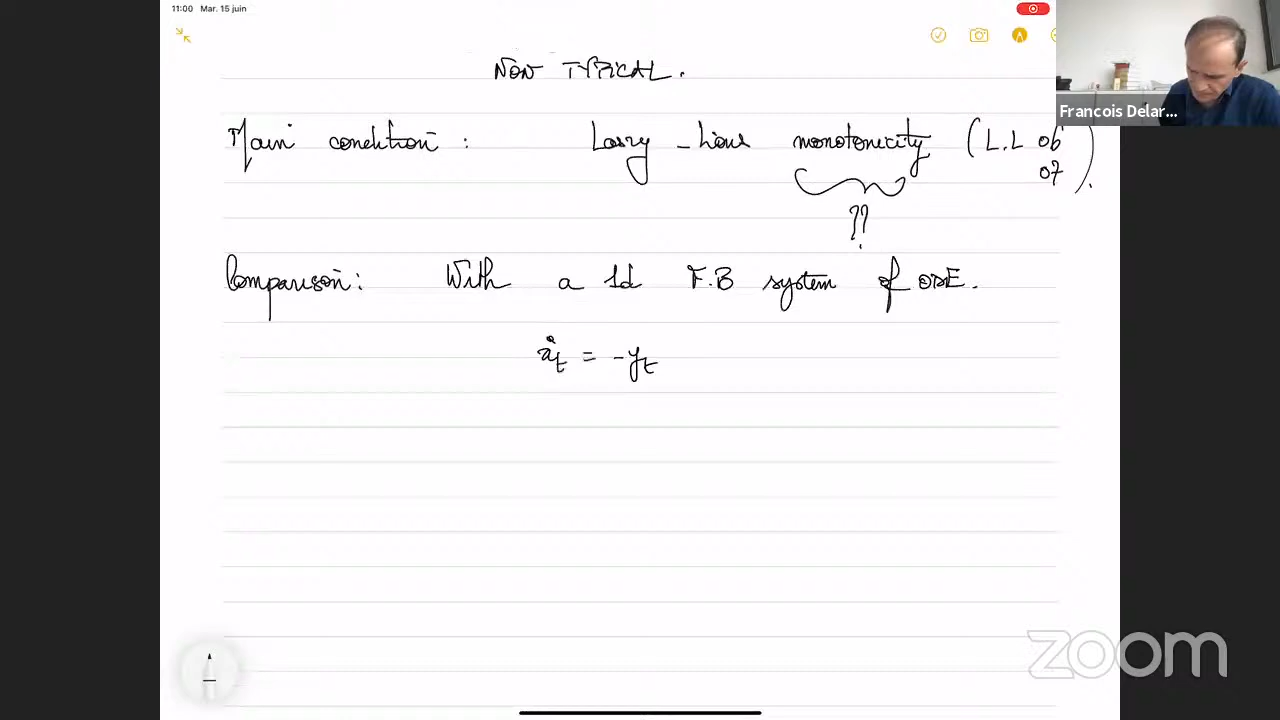 11:00 Mar. 15 juin
Francois Delar...
NON TYPICAL.
Main condition : Lasry - Lions monotonicity (L.L 06
07).
??
Comparison: With a 1d F.B system of ODE.
ẋt = -yt
zoom